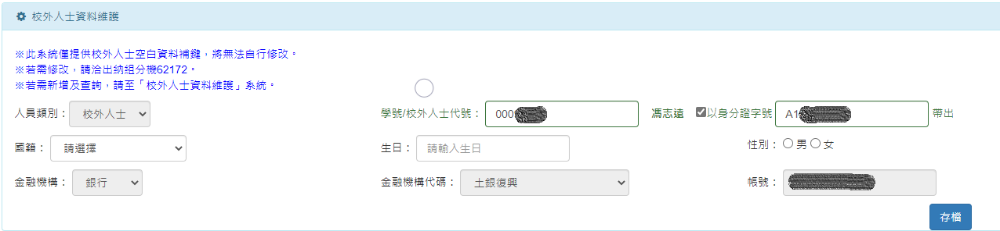 校外人士資料維護
※此系統僅提供校外人士空白資料補鍵，將無法自行修改。
※若需修改，請洽出納組分機62172。
※若需新增及查詢，請至「校外人士資料維護」系統。
人員類別： 校外人士 學號/校外人士代號： 000 馮志遠 以身分證字號 A1 帶出
國籍： 請選擇 生日： 請輸入生日 性別： 男 女
金融機構： 銀行 金融機構代碼： 土銀復興 帳號：
存檔